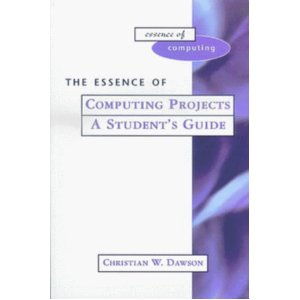 essence of
computing
THE ESSENCE OF
COMPUTING PROJECTS
A STUDENT'S GUIDE
CHRISTIAN W. DAWSON